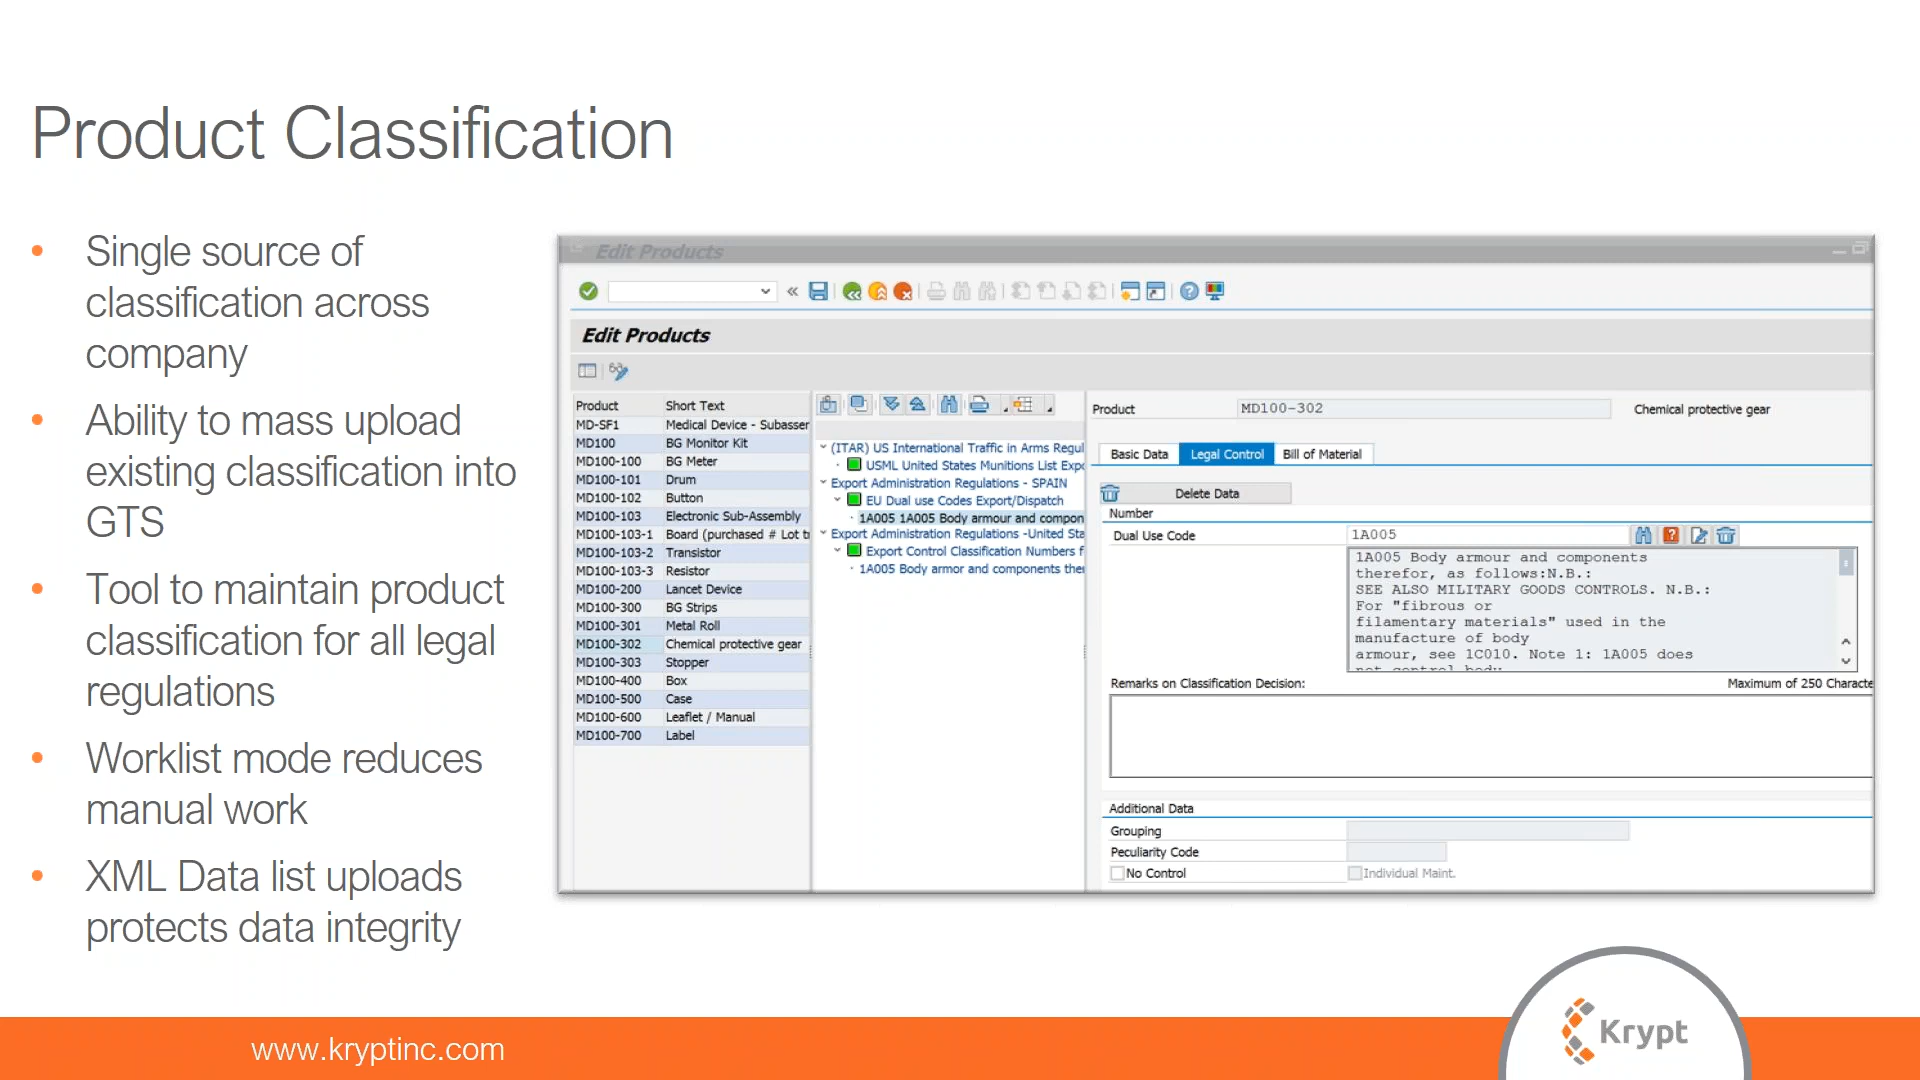 Product Classification
• Single source of
classification across
company
• Ability to mass upload
existing classification into
GTS
• Tool to maintain product
classification for all legal
regulations
• Worklist mode reduces
manual work
• XML Data list uploads
protects data integrity
Edit Products
Edit Products
Product Short Text
MD-SF1 Medical Device - Subasser
MD100 BG Monitor Kit
MD100-100 BG Meter
MD100-101 Drum
MD100-102 Button
MD100-103 Electronic Sub-Assembly
MD100-103-1 Board (purchased # Lot tr
MD100-103-2 Transistor
MD100-103-3 Resistor
MD100-200 Lancet Device
MD100-300 BG Strips
MD100-301 Metal Roll
MD100-302 Chemical protective gear
MD100-303 Stopper
MD100-400 Box
MD100-500 Case
MD100-600 Leaflet / Manual
MD100-700 Label
(ITAR) US International Traffic in Arms Regul
USML United States Munitions List Expo
Export Administration Regulations - SPAIN
EU Dual use Codes Export/Dispatch
1A005 1A005 Body armour and compon
Export Administration Regulations -United Sta
Export Control Classification Numbers f
1A005 Body armor and components ther
Product MD100-302 Chemical protective gear
Basic Data Legal Control Bill of Material
Delete Data
Number
Dual Use Code 1A005
1A005 Body armour and components
therefor, as follows:N.B.:
SEE ALSO MILITARY GOODS CONTROLS. N.B.:
For "fibrous or
filamentary materials" used in the
manufacture of body
armour, see 1C010. Note 1: 1A005 does
not control body
Remarks on Classification Decision: Maximum of 250 Characte
Additional Data
Grouping
Peculiarity Code
No Control Individual Maint.
www.kryptinc.com
Krypt